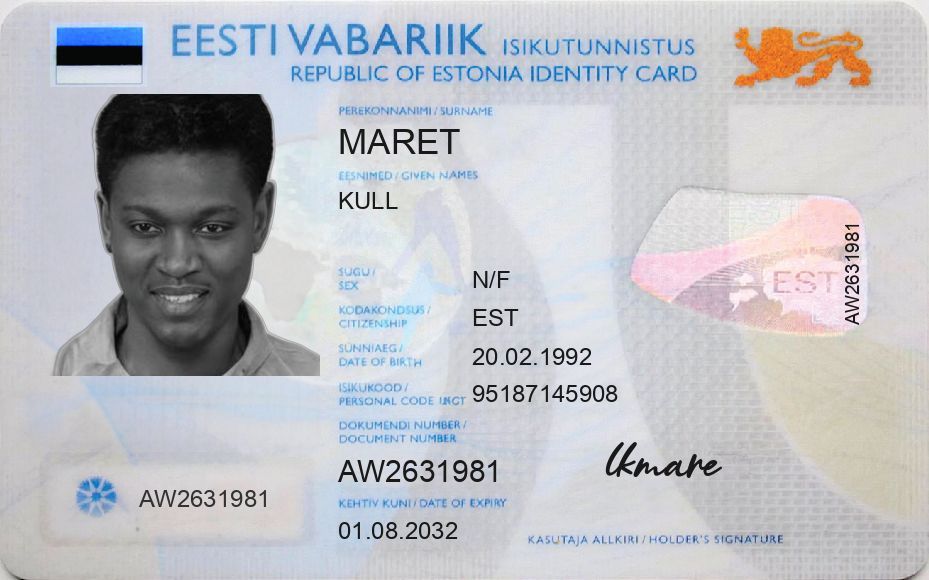 EESTI VABARIIK ISIKUTUNNISTUS
REPUBLIC OF ESTONIA IDENTITY CARD
PEREKONNANIMI / SURNAME
MARET
EESNIMED / GIVEN NAMES
KULL
SUGU /
SEX
N/F
KODAKONDSUS /
CITIZENSHIP
EST
SÜNNIAEG /
DATE OF BIRTH
20.02.1992
ISIKUKOOD /
PERSONAL CODE
95187145908
DOKUMENDI NUMBER /
DOCUMENT NUMBER
AW2631981
KEHTIV KUNI / DATE OF EXPIRY
01.08.2032
AW2631981
EST
AW2631981
lkmare
KASUTAJA ALLKIRI / HOLDER'S SIGNATURE